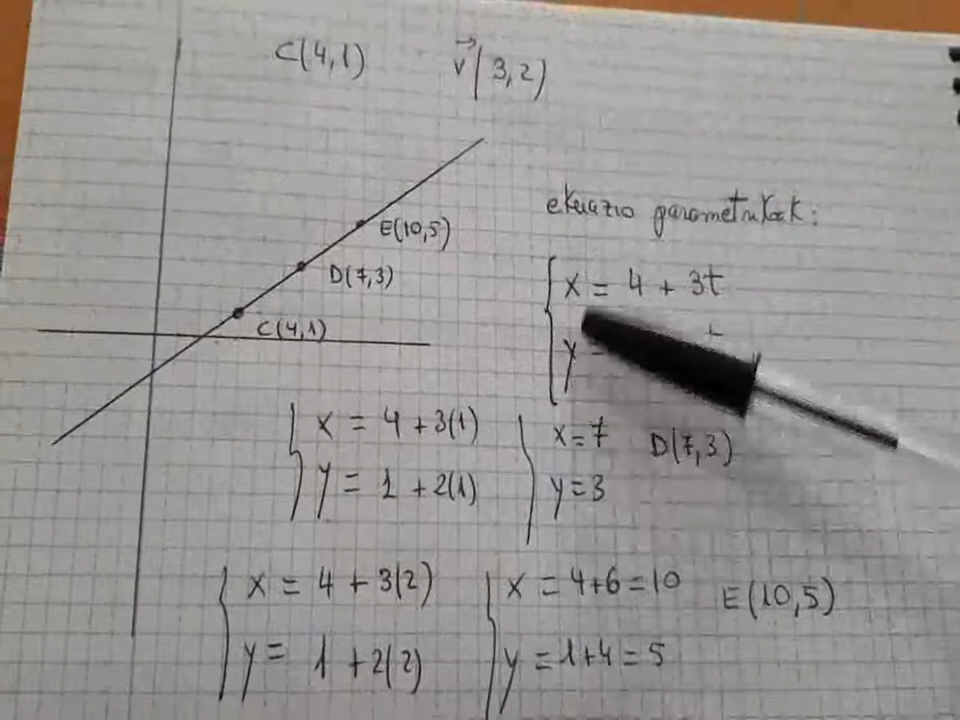 C(4,1) v⃗(3,2)
E(10,5)
D(7,3)
C(4,1)
ekuazio parametrikoak:
x = 4 + 3t
y = t
x = 4 + 3(1)
y = 1 + 2(1)
x = 7 D(7,3)
y = 3
x = 4 + 3(2)
y = 1 + 2(2)
x = 4+6 = 10 E(10,5)
y = 1+4 = 5